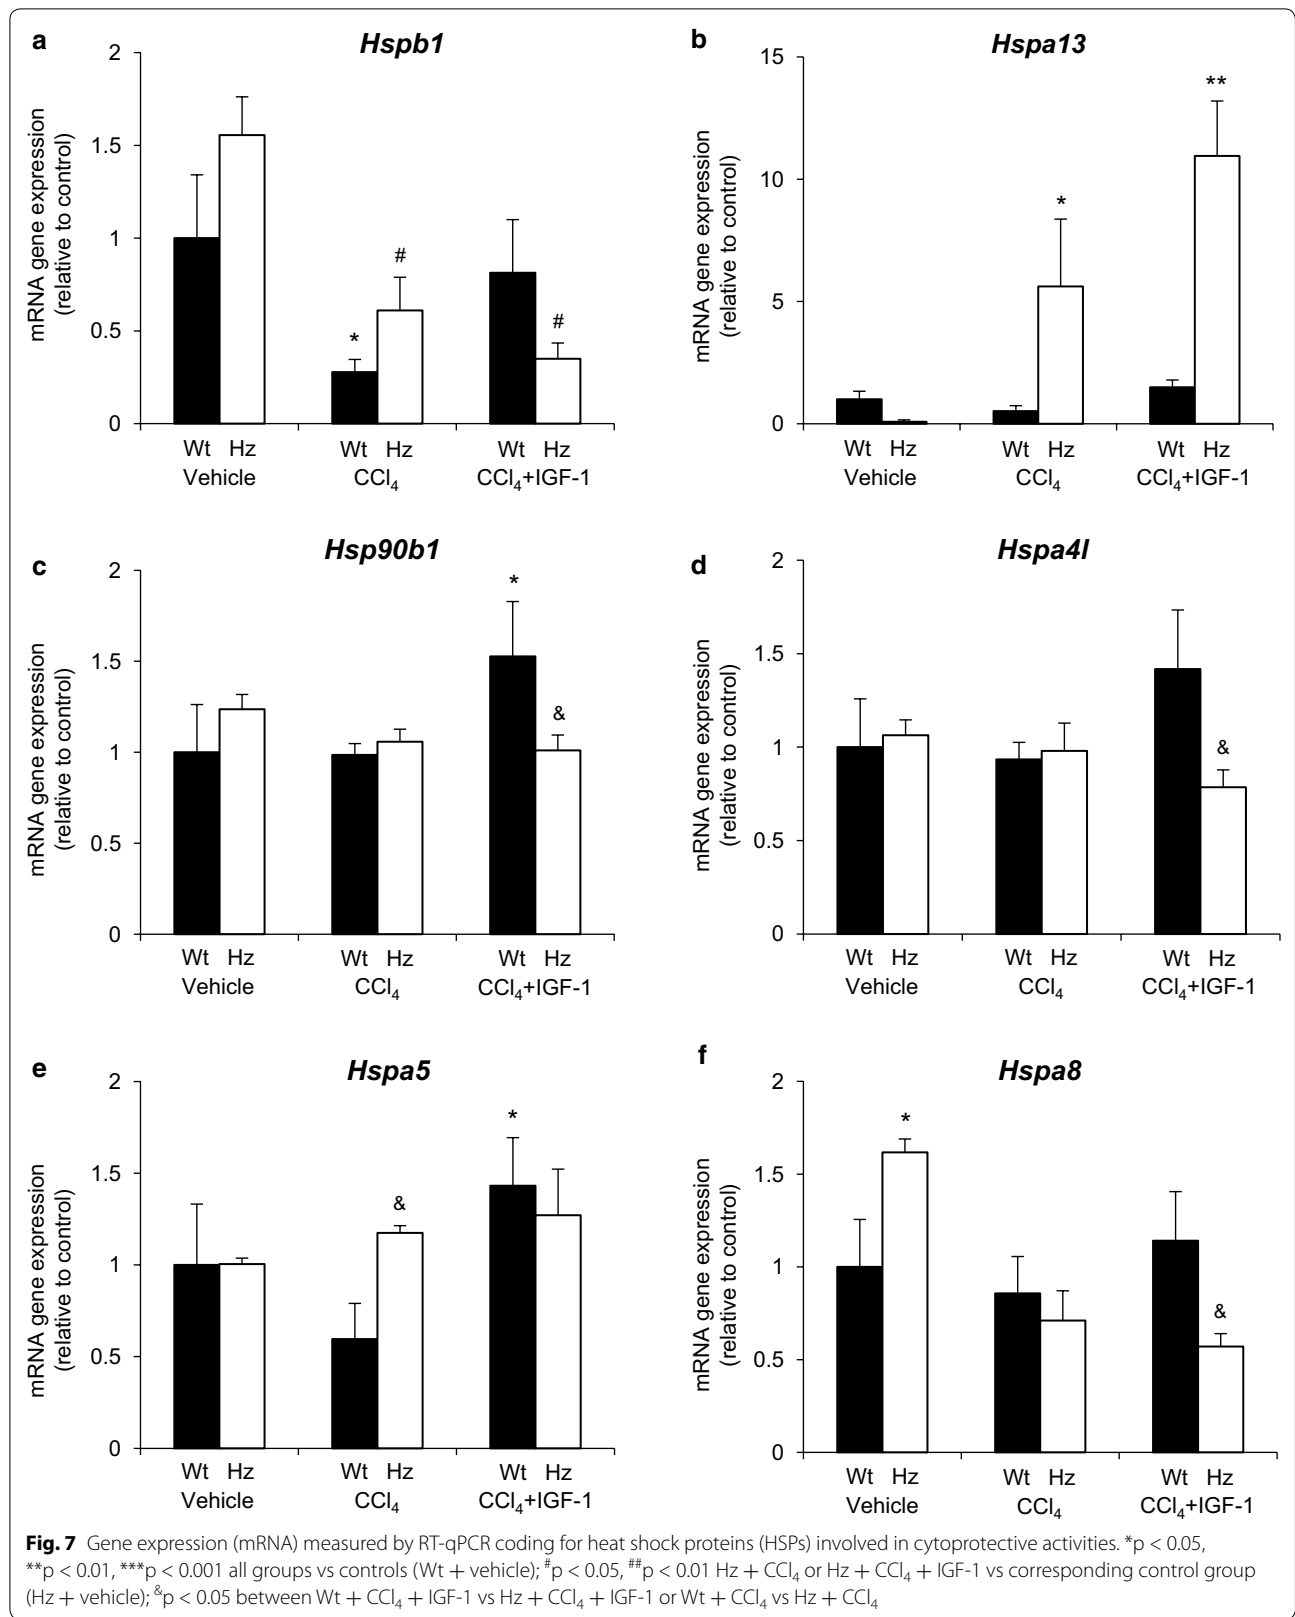 a
Hspb1
mRNA gene expression
(relative to control)
2
1.5
1
0.5
0
*
#
#
Wt Hz Wt Hz Wt Hz
Vehicle CCl₄ CCl₄+IGF-1
b
Hspa13
mRNA gene expression
(relative to control)
15
10
5
0
*
**
Wt Hz Wt Hz Wt Hz
Vehicle CCl₄ CCl₄+IGF-1
c
Hsp90b1
mRNA gene expression
(relative to control)
2
1.5
1
0.5
0
*
&
Wt Hz Wt Hz Wt Hz
Vehicle CCl₄ CCl₄+IGF-1
d
Hspa4l
mRNA gene expression
(relative to control)
2
1.5
1
0.5
0
&
Wt Hz Wt Hz Wt Hz
Vehicle CCl₄ CCl₄+IGF-1
e
Hspa5
mRNA gene expression
(relative to control)
2
1.5
1
0.5
0
&
*
Wt Hz Wt Hz Wt Hz
Vehicle CCl₄ CCl₄+IGF-1
f
Hspa8
mRNA gene expression
(relative to control)
2
1.5
1
0.5
0
*
&
Wt Hz Wt Hz Wt Hz
Vehicle CCl₄ CCl₄+IGF-1
Fig. 7 Gene expression (mRNA) measured by RT-qPCR coding for heat shock proteins (HSPs) involved in cytoprotective activities. *p < 0.05,
**p < 0.01, ***p < 0.001 all groups vs controls (Wt + vehicle); #p < 0.05, ##p < 0.01 Hz + CCl₄ or Hz + CCl₄ + IGF-1 vs corresponding control group
(Hz + vehicle); &p < 0.05 between Wt + CCl₄ + IGF-1 vs Hz + CCl₄ + IGF-1 or Wt + CCl₄ vs Hz + CCl₄